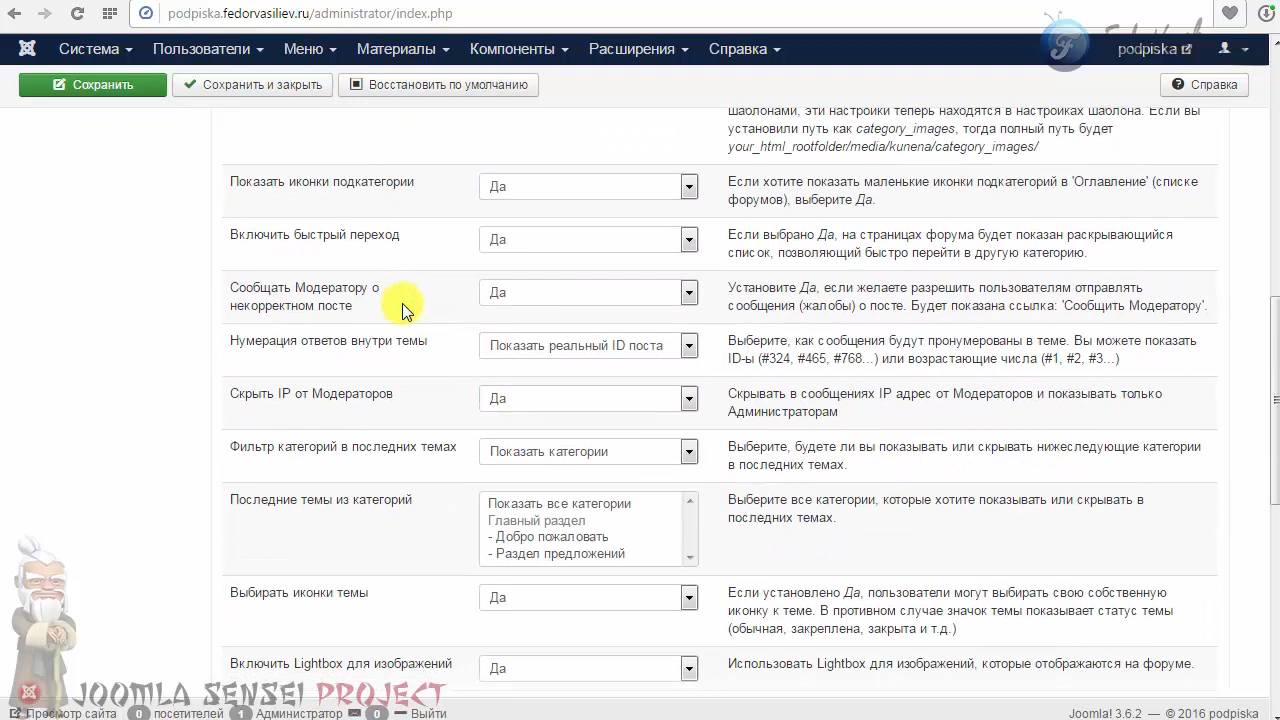 podpiska.fedorvasiliev.ru/administrator/index.php
Система Пользователи Меню Материалы Компоненты Расширения Справка podpiska
Сохранить Сохранить и закрыть Восстановить по умолчанию Справка
шаблонами, эти настройки теперь находятся в настройках шаблона. Если вы
установили путь как category_images, тогда полный путь будет
your_html_rootfolder/media/kunena/category_images/
Показать иконки подкатегории Да Если хотите показать маленькие иконки подкатегорий в 'Оглавление' (списке
форумов), выберите Да.
Включить быстрый переход Да Если выбрано Да, на страницах форума будет показан раскрывающийся
список, позволяющий быстро перейти в другую категорию.
Сообщать Модератору о Да Установите Да, если желаете разрешить пользователям отправлять
некорректном посте сообщения (жалобы) о посте. Будет показана ссылка: 'Сообщить Модератору'.
Нумерация ответов внутри темы Показать реальный ID поста Выберите, как сообщения будут пронумерованы в теме. Вы можете показать
ID-ы (#324, #465, #768...) или возрастающие числа (#1, #2, #3...)
Скрыть IP от Модераторов Да Скрывать в сообщениях IP адрес от Модераторов и показывать только
Администраторам
Фильтр категорий в последних темах Показать категории Выберите, будете ли вы показывать или скрывать нижеследующие категории
в последних темах.
Последние темы из категорий Показать все категории Выберите все категории, которые хотите показывать или скрывать в
Главный раздел последних темах.
- Добро пожаловать
- Раздел предложений
Выбирать иконки темы Да Если установлено Да, пользователи могут выбирать свою собственную
иконку к теме. В противном случае значок темы показывает статус темы
(обычная, закреплена, закрыта и т.д.)
Включить Lightbox для изображений Да Использовать Lightbox для изображений, которые отображаются на форуме.
JOOMLA SENSEI PROJECT
Просмотр сайта 0 посетителей 1 Администратор 0 Выйти Joomla! 3.6.2 — © 2016 podpiska